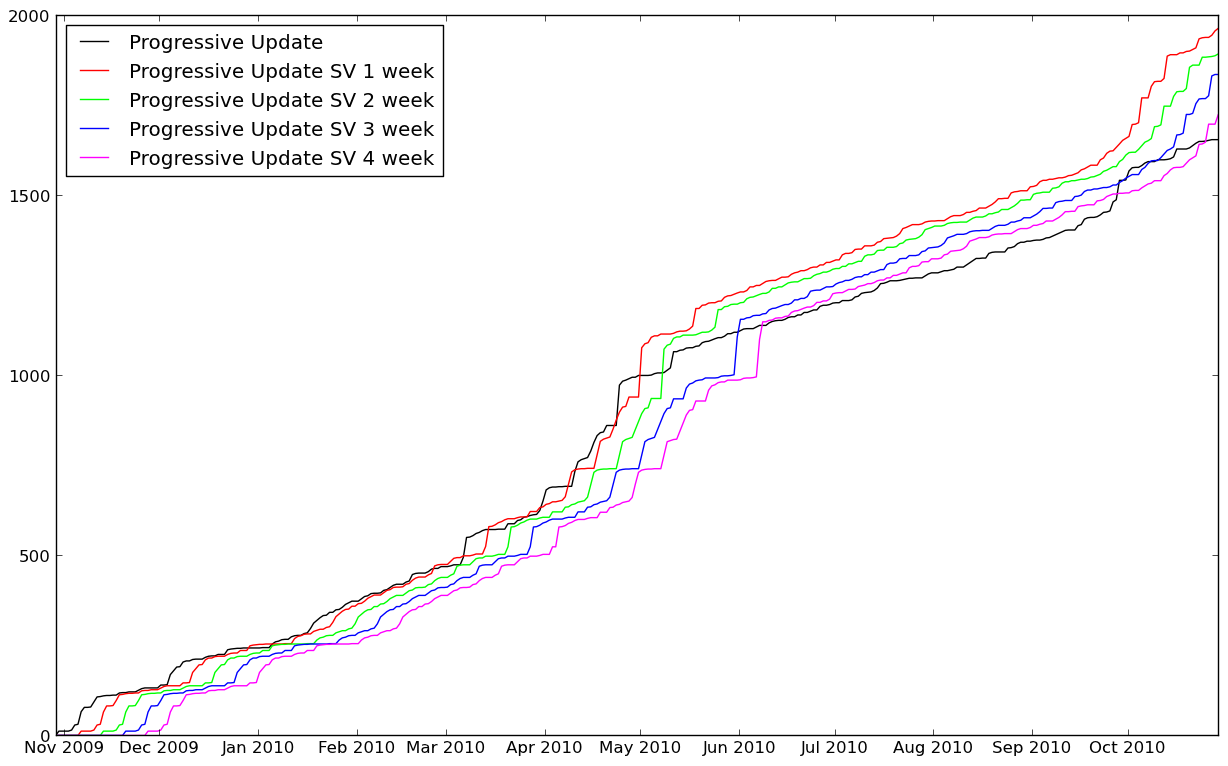 2000
Progressive Update
Progressive Update SV 1 week
Progressive Update SV 2 week
Progressive Update SV 3 week
Progressive Update SV 4 week
1500
1000
500
0
Nov 2009 Dec 2009 Jan 2010 Feb 2010 Mar 2010 Apr 2010 May 2010 Jun 2010 Jul 2010 Aug 2010 Sep 2010 Oct 2010